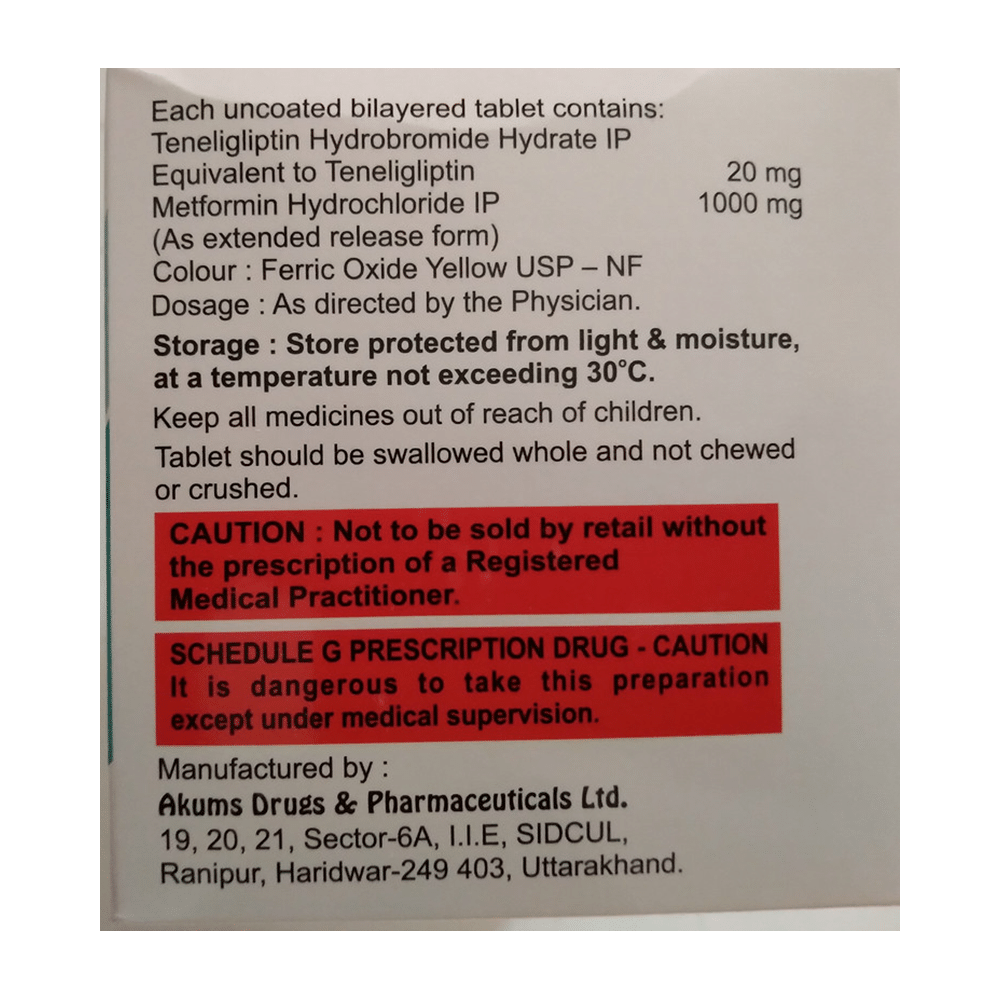 Each uncoated bilayered tablet contains:
Teneligliptin Hydrobromide Hydrate IP
Equivalent to Teneligliptin 20 mg
Metformin Hydrochloride IP 1000 mg
(As extended release form)
Colour : Ferric Oxide Yellow USP – NF
Dosage : As directed by the Physician.
Storage : Store protected from light & moisture,
at a temperature not exceeding 30°C.
Keep all medicines out of reach of children.
Tablet should be swallowed whole and not chewed
or crushed.
CAUTION : Not to be sold by retail without
the prescription of a Registered
Medical Practitioner.
SCHEDULE G PRESCRIPTION DRUG - CAUTION
It is dangerous to take this preparation
except under medical supervision.
Manufactured by :
Akums Drugs & Pharmaceuticals Ltd.
19, 20, 21, Sector-6A, I.I.E, SIDCUL,
Ranipur, Haridwar-249 403, Uttarakhand.